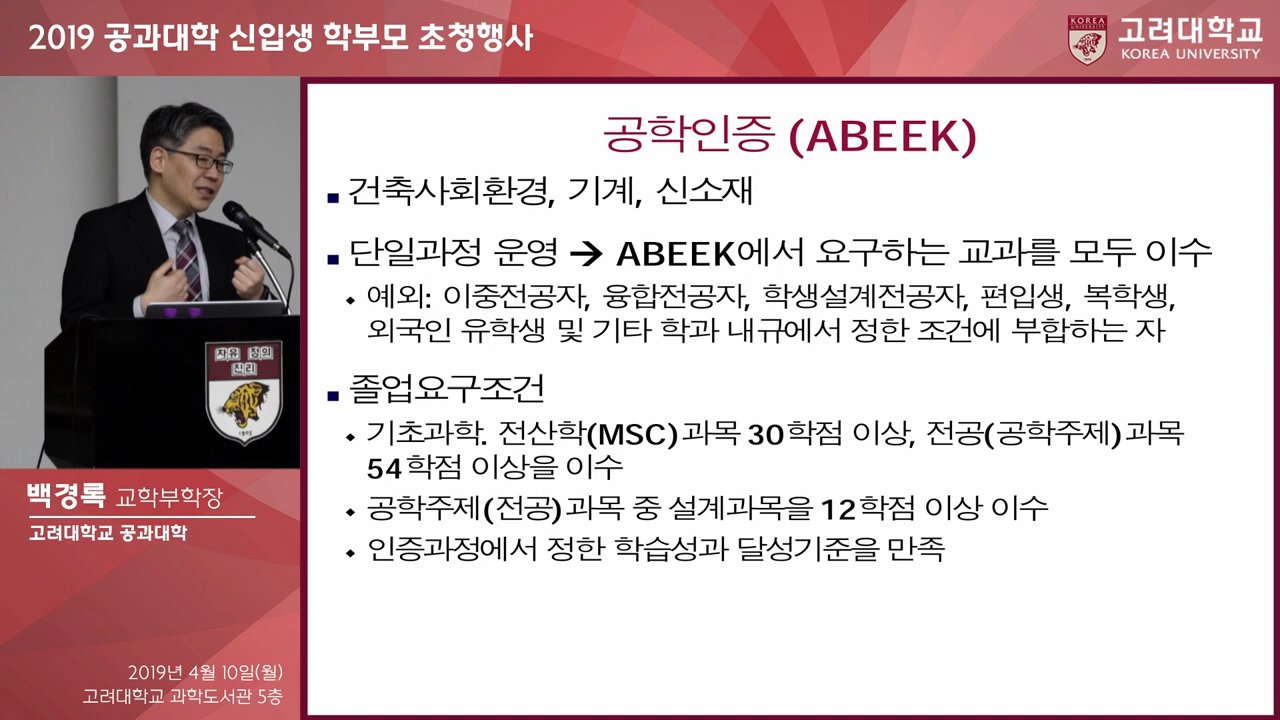 2019 공과대학 신입생 학부모 초청행사
KOREA
UNIVERSITY
1905
고려대학교
KOREA UNIVERSITY
공학인증 (ABEEK)
건축사회환경, 기계, 신소재
단일과정 운영 → ABEEK에서 요구하는 교과를 모두 이수
예외: 이중전공자, 융합전공자, 학생설계전공자, 편입생, 복학생,
외국인 유학생 및 기타 학과 내규에서 정한 조건에 부합하는 자
졸업요구조건
기초과학. 전산학(MSC)과목 30학점 이상, 전공(공학주제)과목
54학점 이상을 이수
공학주제(전공)과목 중 설계과목을 12학점 이상 이수
인증과정에서 정한 학습성과 달성기준을 만족
자유 정의
진리
1905
백경록 교학부학장
고려대학교 공과대학
2019년 4월 10일(월)
고려대학교 과학도서관 5층